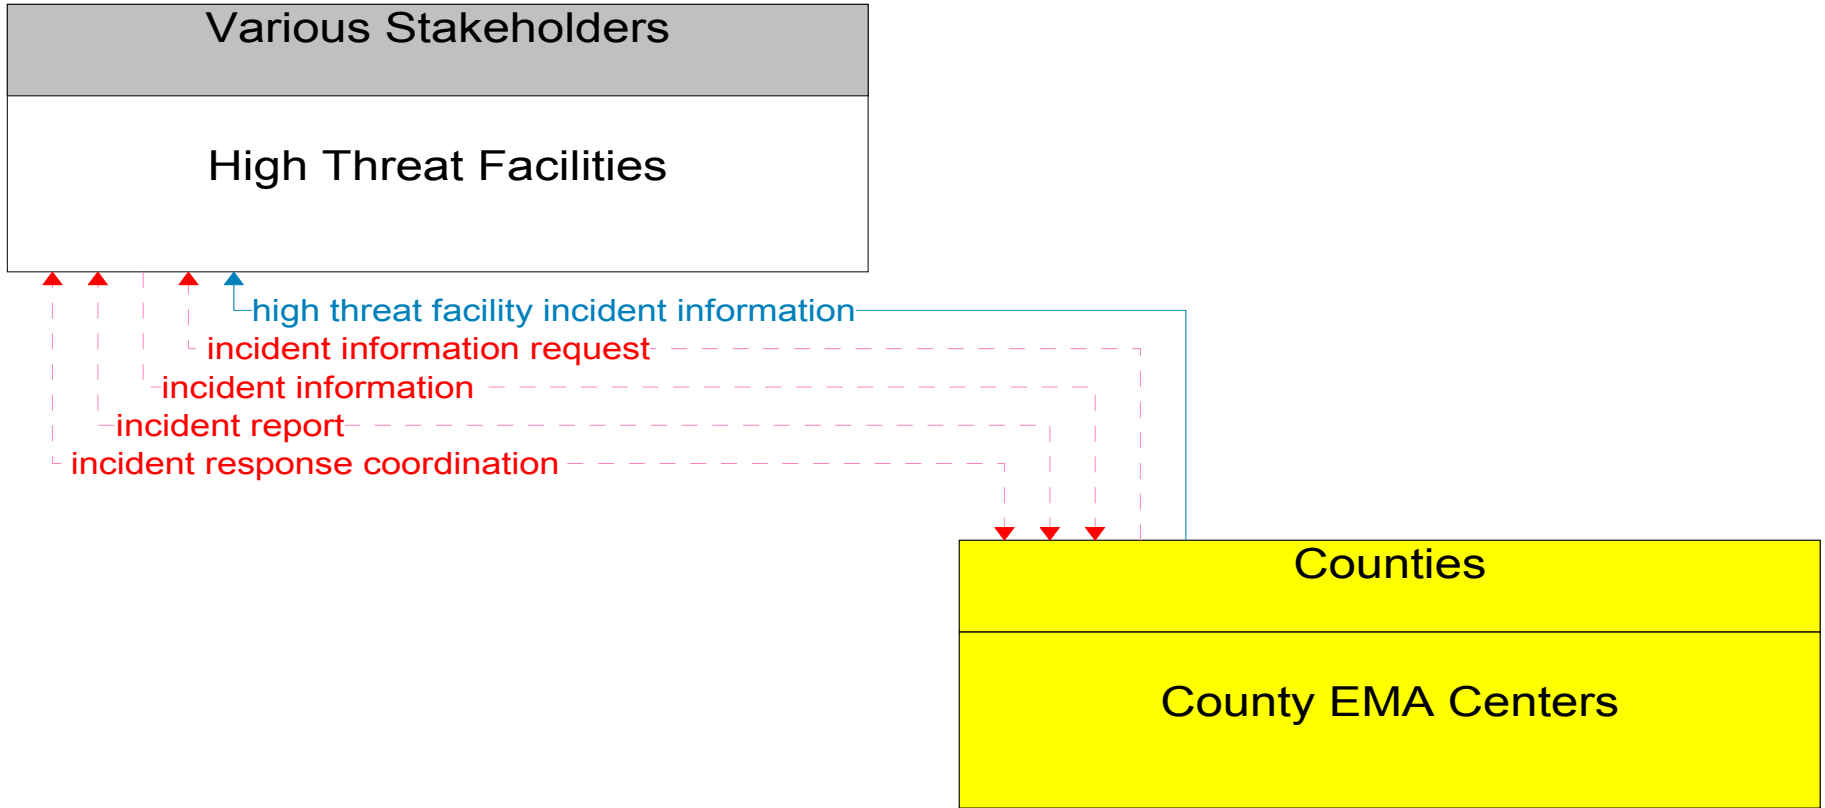 Various Stakeholders
High Threat Facilities
high threat facility incident information
incident information request
incident information
incident report
incident response coordination
Counties
County EMA Centers